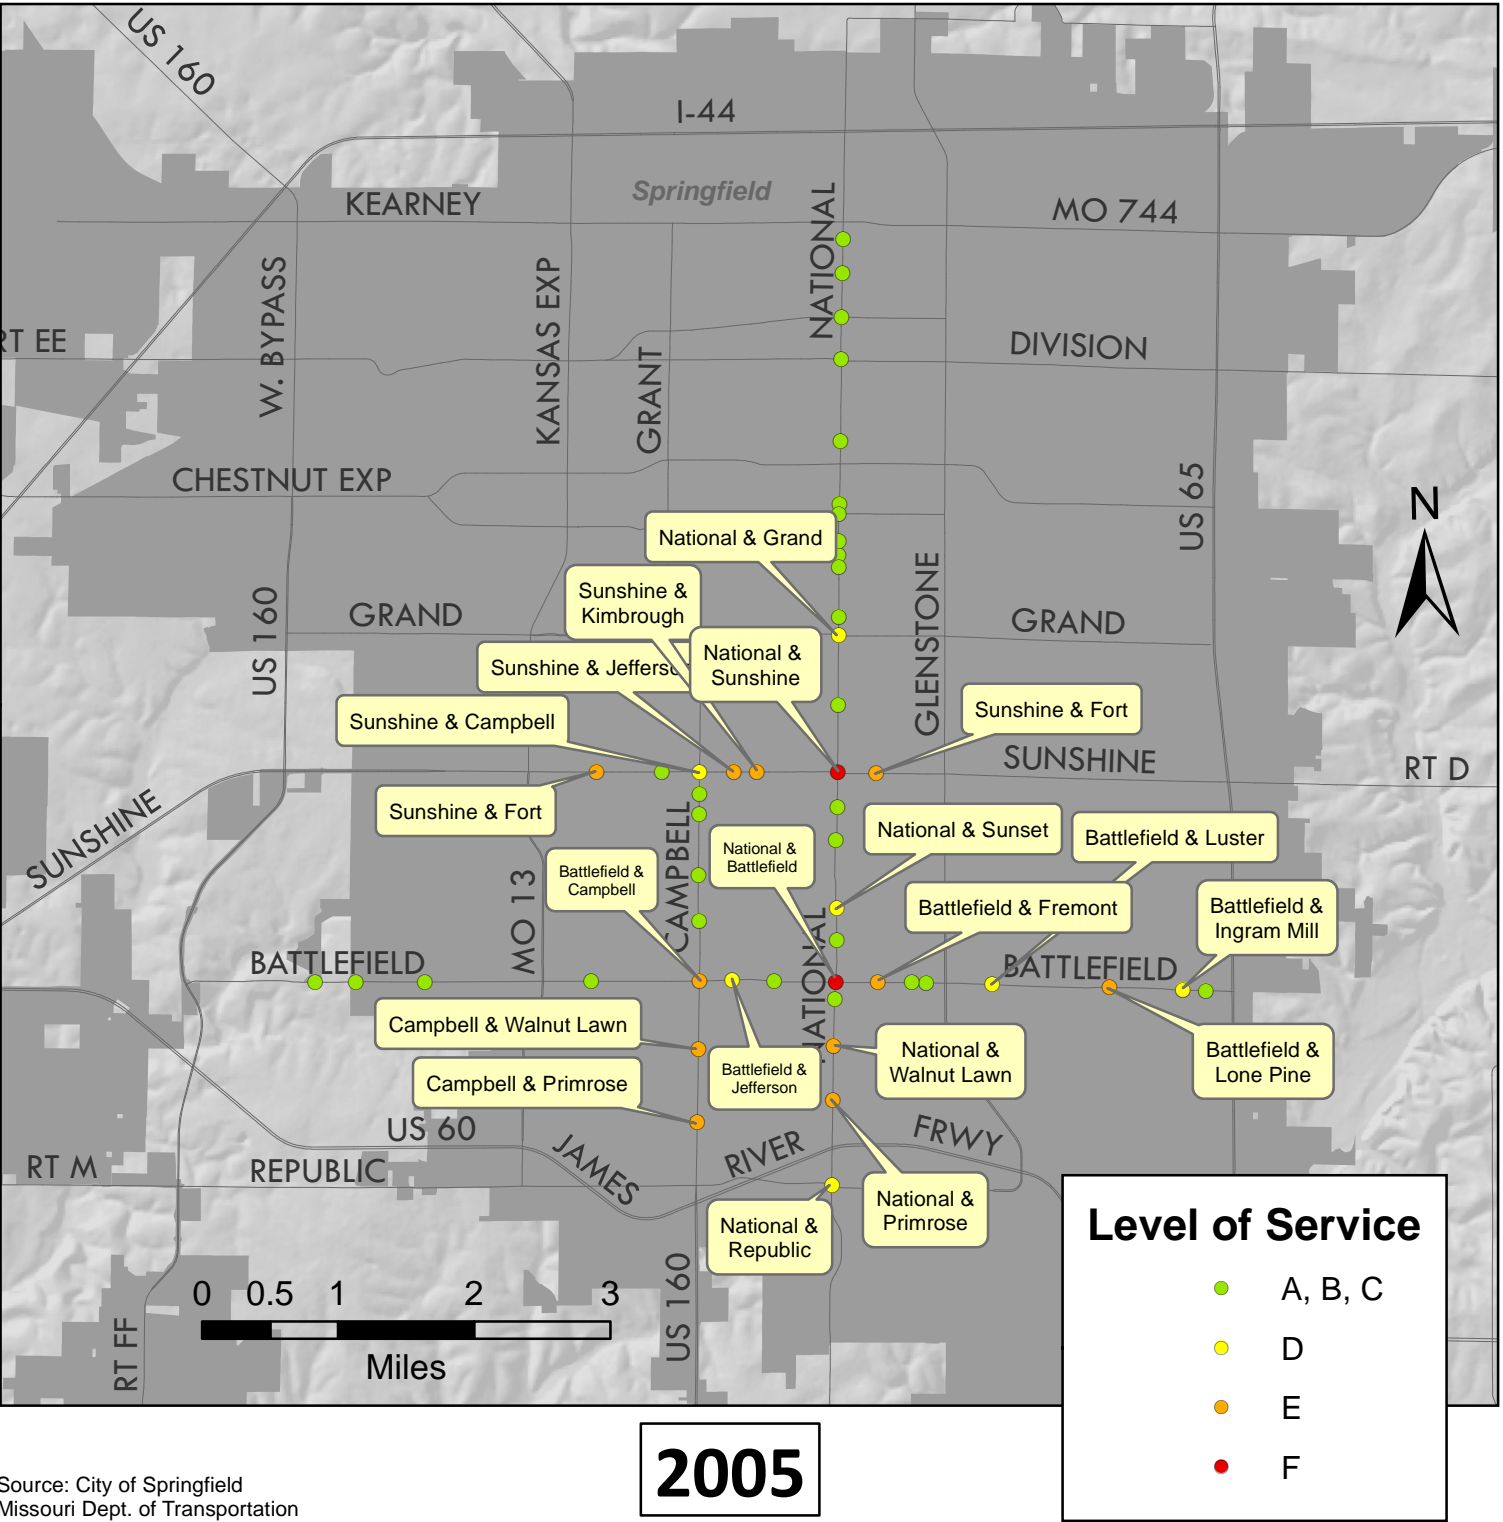 US 160
I-44
Springfield
KEARNEY
MO 744
NATIONAL
W. BYPASS
KANSAS EXP
RT EE
GRANT
DIVISION
CHESTNUT EXP
US 65
N
National & Grand
Sunshine &
Kimbrough
US 160
GRAND
GRAND
GLENSTONE
National &
Sunshine
Sunshine & Jefferso
Sunshine & Campbell
Sunshine & Fort
SUNSHINE
RT D
SUNSHINE
Sunshine & Fort
CAMPBELL
National & Sunset
Battlefield & Luster
National &
Battlefield
Battlefield &
Campbell
MO 13
Battlefield & Fremont
Battlefield &
Ingram Mill
BATTLEFIELD
NATIONAL
BATTLEFIELD
Campbell & Walnut Lawn
NATIONAL
National &
Walnut Lawn
Battlefield &
Lone Pine
Battlefield &
Jefferson
Campbell & Primrose
US 60
JAMES
RIVER
FRWY
RT M
REPUBLIC
National &
Primrose
National &
Republic
US 160
RT FF
0 0.5 1 2 3
Miles
Level of Service
A, B, C
D
E
F
2005
Source: City of Springfield
Missouri Dept. of Transportation